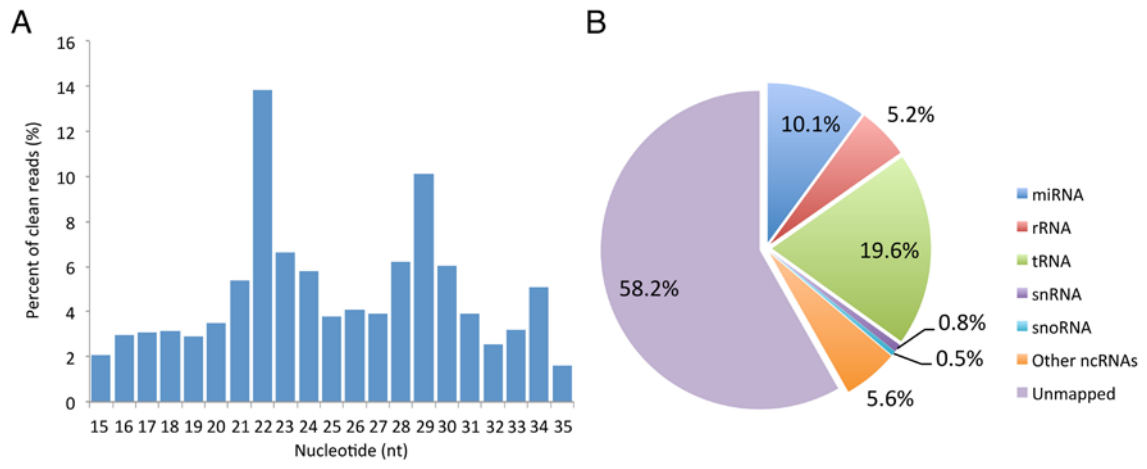 A
Percent of clean reads (%)
16
14
12
10
8
6
4
2
0
15 16 17 18 19 20 21 22 23 24 25 26 27 28 29 30 31 32 33 34 35
Nucleotide (nt)
B
10.1%
5.2%
19.6%
0.8%
0.5%
5.6%
58.2%
miRNA
rRNA
tRNA
snRNA
snoRNA
Other ncRNAs
Unmapped